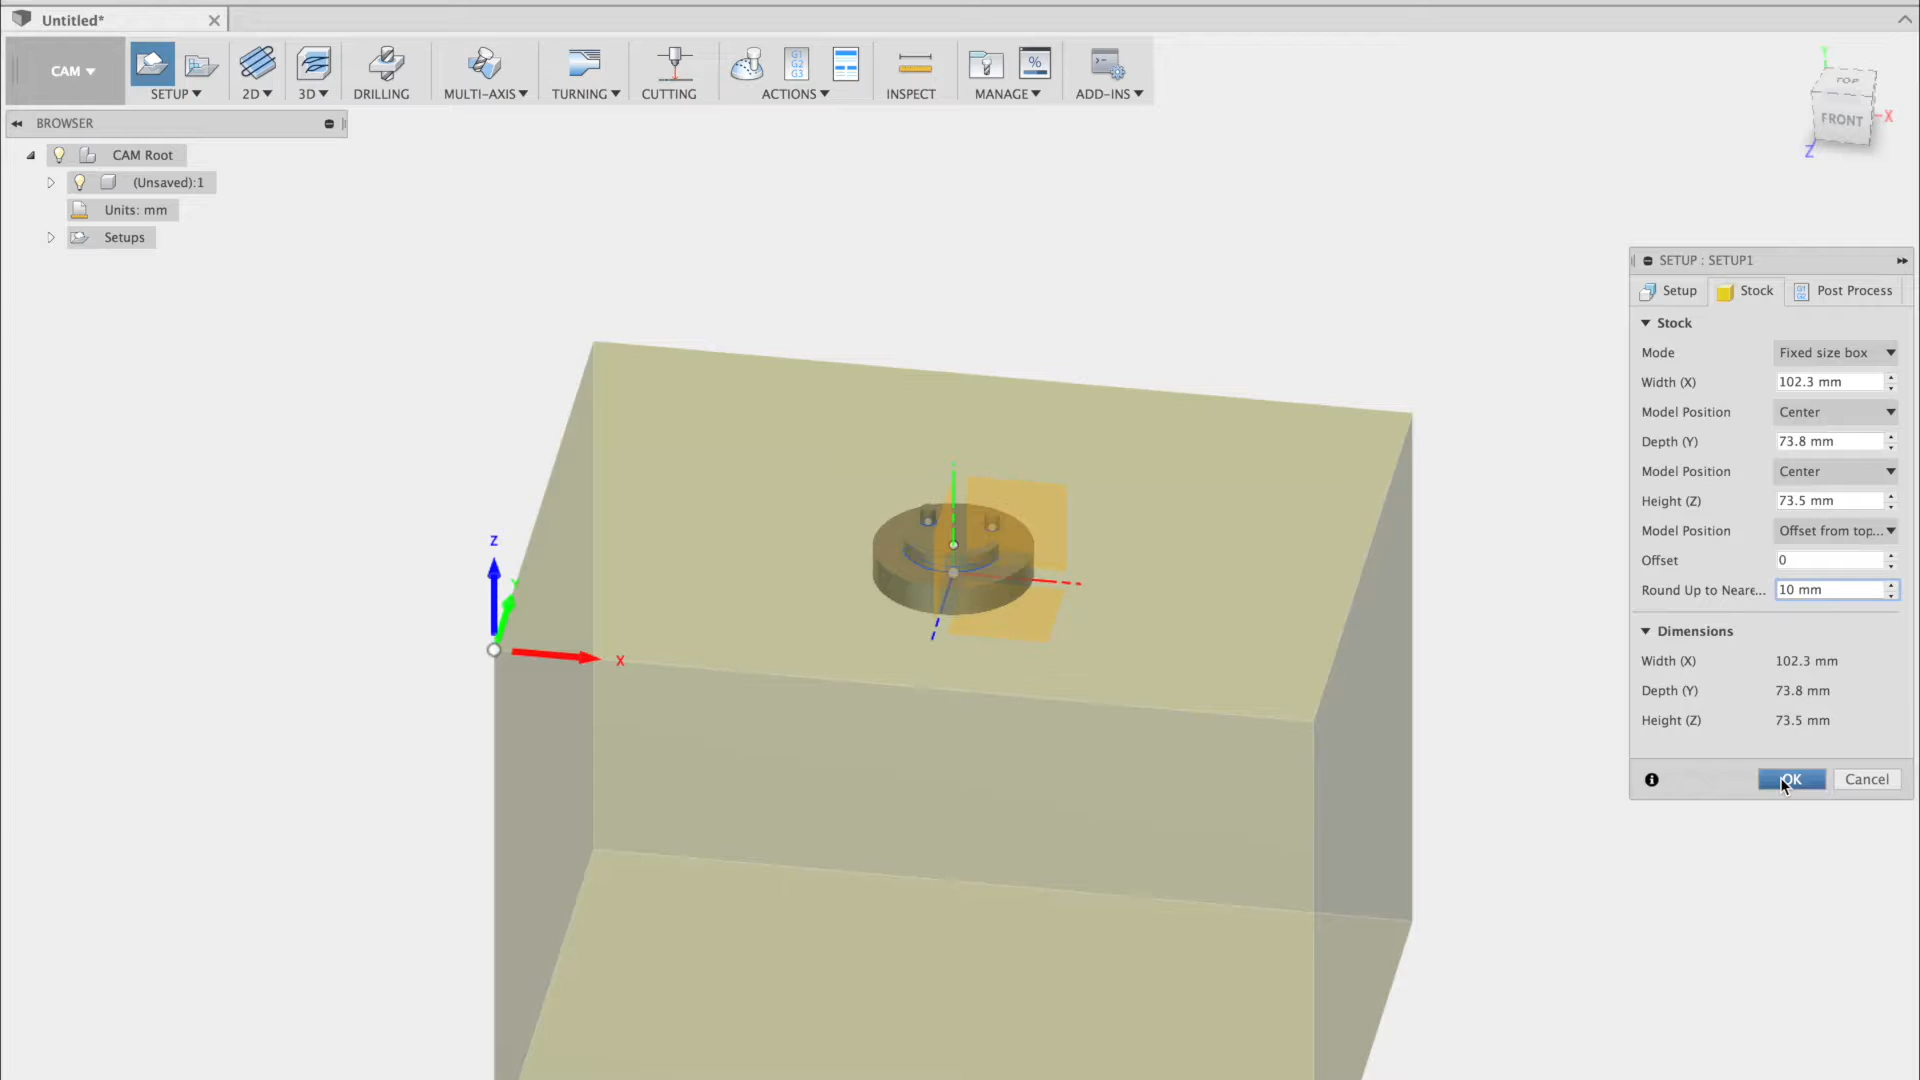 Untitled*
CAM
SETUP
2D
3D
DRILLING
MULTI-AXIS
TURNING
CUTTING
G1
G2
G3
ACTIONS
INSPECT
%
MANAGE
ADD-INS
BROWSER
CAM Root
(Unsaved):1
Units: mm
Setups
Y
TOP
FRONT
X
Z
SETUP : SETUP1
Setup
Stock
Post Process
Stock
Mode
Fixed size box
Width (X)
102.3 mm
Model Position
Center
Depth (Y)
73.8 mm
Model Position
Center
Height (Z)
73.5 mm
Model Position
Offset from top...
Offset
0
Round Up to Neare...
10 mm
Dimensions
Width (X)
102.3 mm
Depth (Y)
73.8 mm
Height (Z)
73.5 mm
OK
Cancel
Z
Y
X